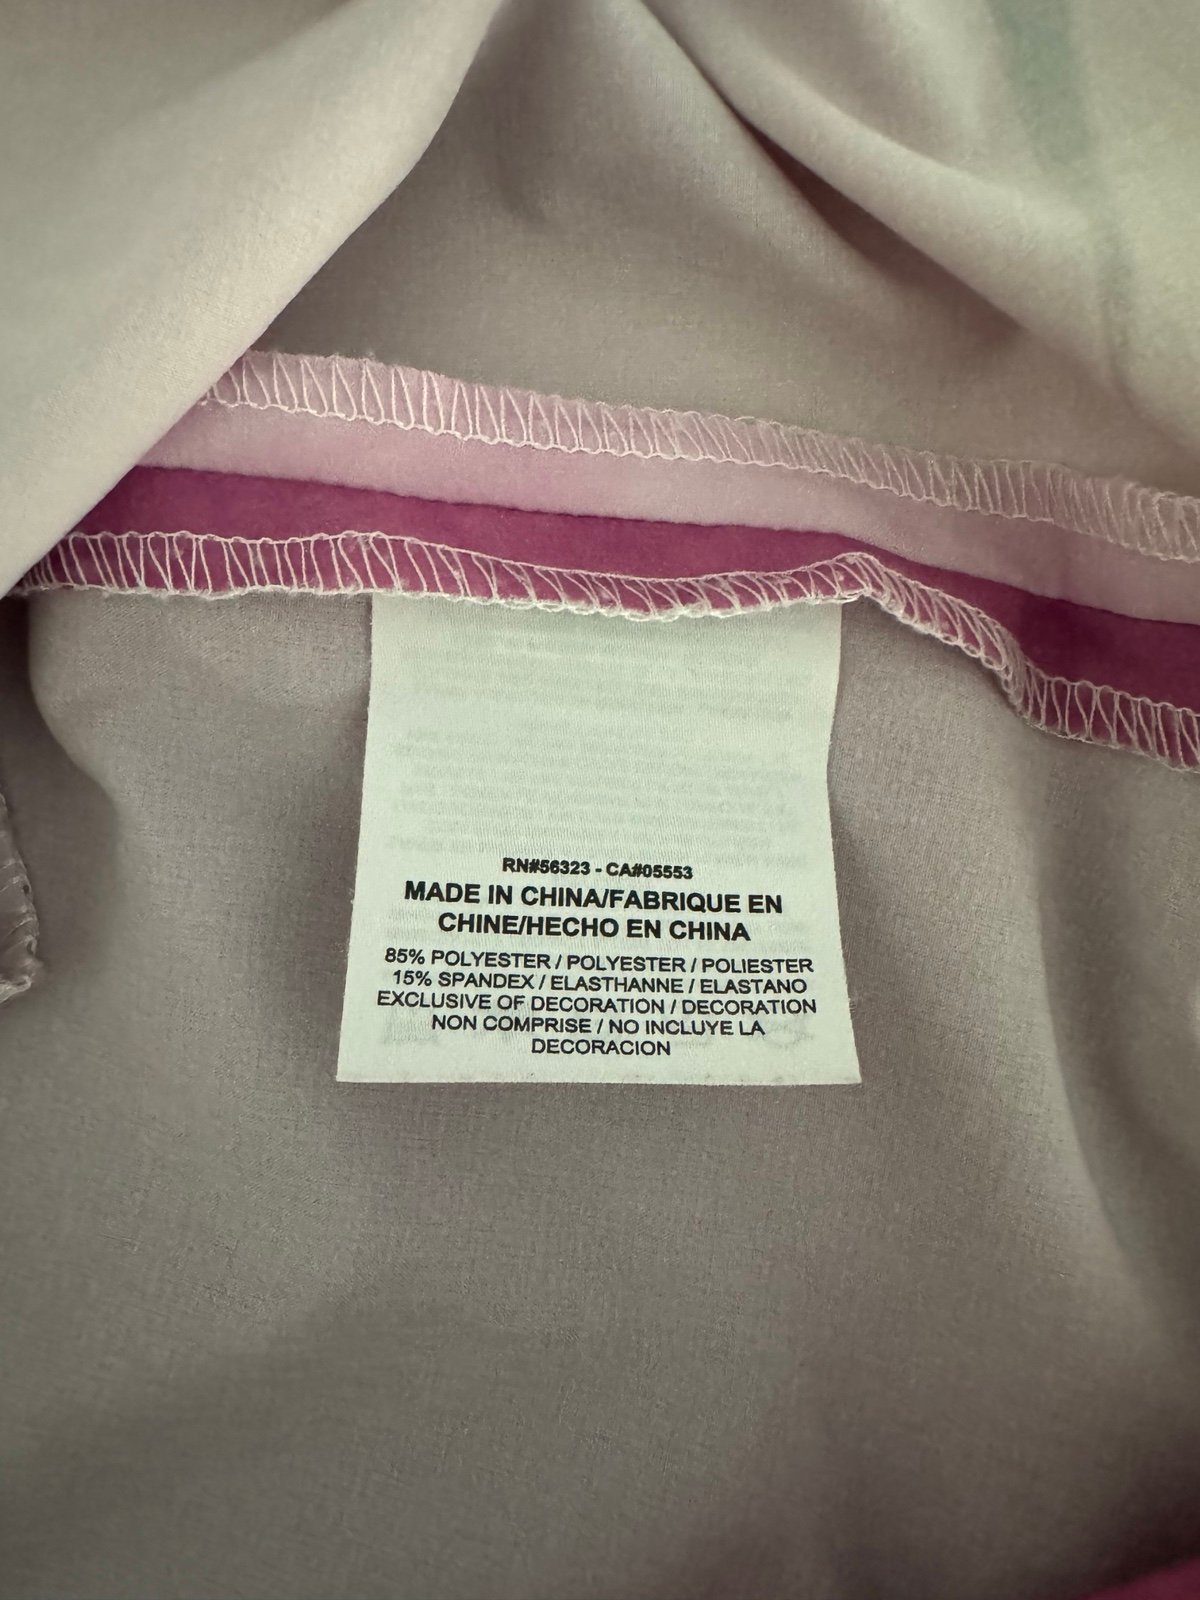 RN#56323 - CA#05553
MADE IN CHINA/FABRIQUE EN
CHINE/HECHO EN CHINA
85% POLYESTER / POLYESTER / POLIESTER
15% SPANDEX / ELASTHANNE / ELASTANO
EXCLUSIVE OF DECORATION / DECORATION
NON COMPRISE / NO INCLUYE LA
DECORACION